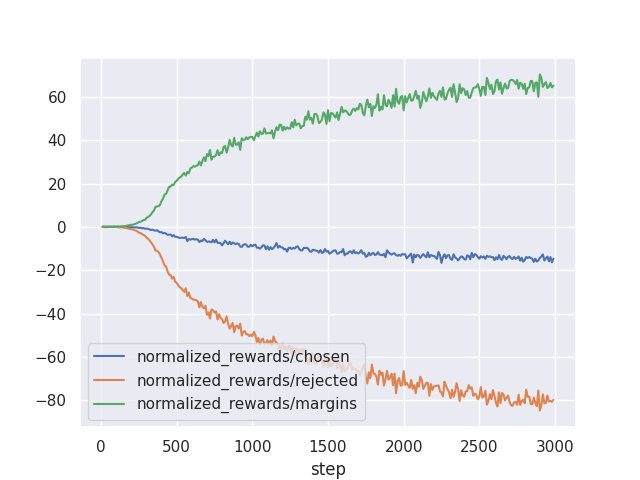 60
40
20
0
−20
−40
−60
−80
normalized_rewards/chosen
normalized_rewards/rejected
normalized_rewards/margins
0 500 1000 1500 2000 2500 3000
step